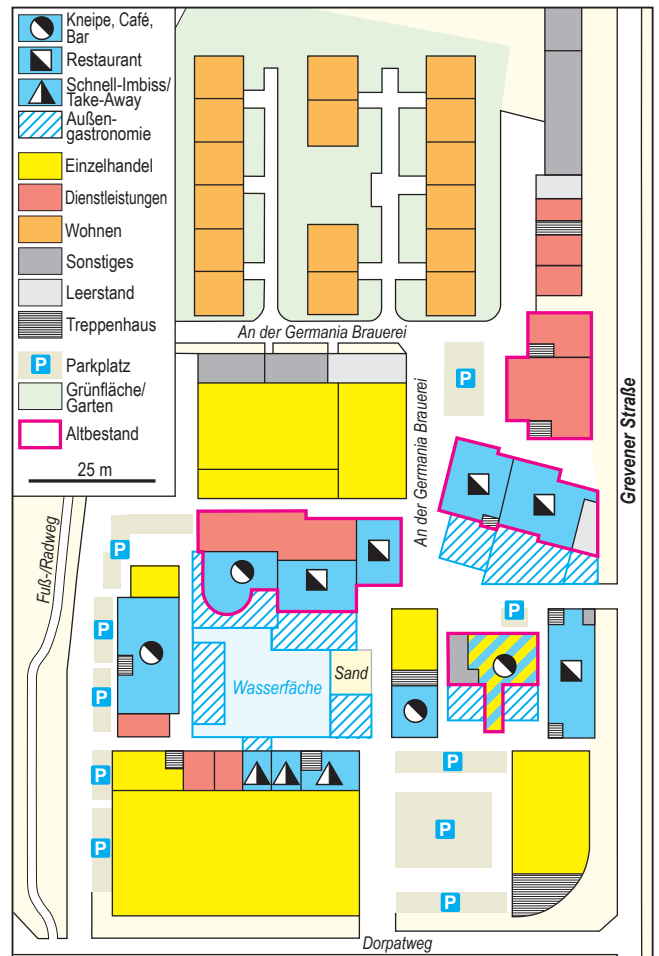 Kneipe, Café,
Bar
Restaurant
Schnell-Imbiss/
Take-Away
Außen-
gastronomie
Einzelhandel
Dienstleistungen
Wohnen
Sonstiges
Leerstand
Treppenhaus
P Parkplatz
Grünfläche/
Garten
Altbestand
25 m
An der Germania Brauerei
P
An der Germania Brauerei
Grevener Straße
Fuß-/Radweg
P
P
P
P
Sand
Wasserfäche
P
P
P
P
P
Dorpatweg